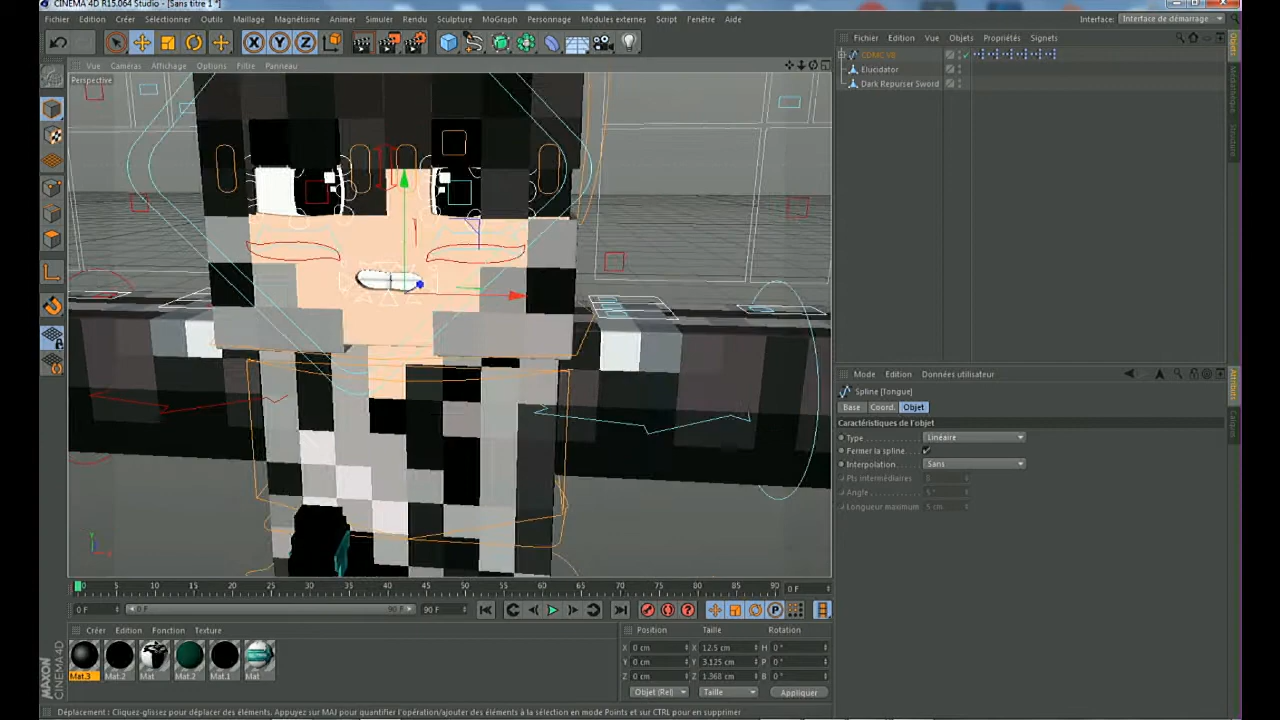 CINEMA 4D R15.064 Studio - [Sans titre 1 *]
Fichier Edition Créer Sélectionner Outils Maillage Magnétisme Animer Simuler Rendu Sculpture MoGraph Personnage Modules externes Script Fenêtre Aide Interface: Interface de démarrage
X Y Z
Vue Caméras Affichage Filtre Options Panneau
Fichier Edition Vue Objets Propriétés Signets
Perspective
Elucidator
Dark Repurser Sword
Objets
Médiathèque
Structure
Mode Edition Données utilisateur
Spline [Tongue]
Base Coord. Objet
Caractéristiques de l'objet
Type Linéaire
Fermer la spline
Interpolation Sans
Pts intermédiaires 8
Angle 5 °
Longueur maximum 5 cm
Attributs
Calques
0 5 10 15 20 25 30 35 40 45 50 55 60 65 70 75 80 85 90 0 F
0 F 0 F 90 F 90 F
Créer Edition Fonction Texture
Mat.3 Mat.2 Mat Mat.2 Mat.1 Mat
Position Taille Rotation
X 0 cm X 12.5 cm H 0 °
Y 0 cm Y 3.125 cm P 0 °
Z 0 cm Z 1.368 cm B 0 °
Objet (Rel) Taille Appliquer
MAXON CINEMA 4D
Déplacement : Cliquez-glissez pour déplacer des éléments. Appuyez sur MAJ pour quantifier l'opération/ajouter des éléments à la sélection en mode Points et sur CTRL pour en supprimer